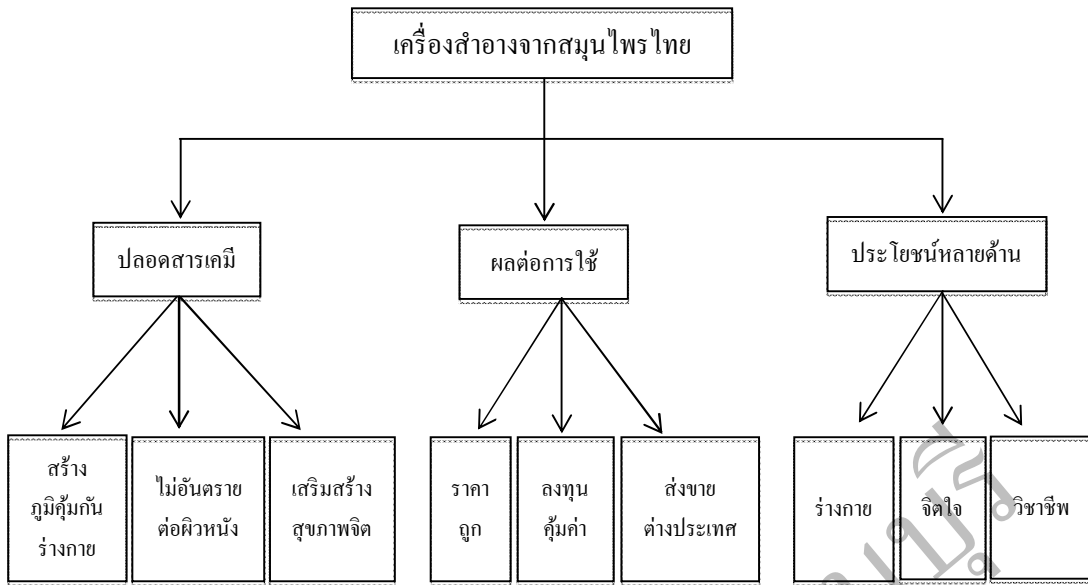 เครื่องสำอางจากสมุนไพรไทย
ปลอดสารเคมี
ผลต่อการใช้
ประโยชน์หลายด้าน
สร้าง
ภูมิคุ้มกัน
ร่างกาย
ไม่อันตราย
ต่อผิวหนัง
เสริมสร้าง
สุขภาพจิต
ราคา
ถูก
ลงทุน
คุ้มค่า
ส่งขาย
ต่างประเทศ
ร่างกาย
จิตใจ
วิชาชีพ